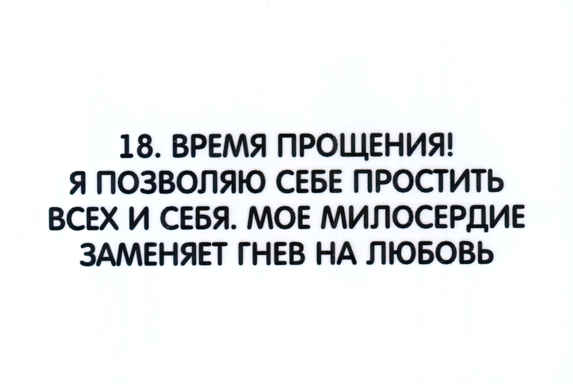 18. ВРЕМЯ ПРОЩЕНИЯ!
Я ПОЗВОЛЯЮ СЕБЕ ПРОСТИТЬ
ВСЕХ И СЕБЯ. МОЕ МИЛОСЕРДИЕ
ЗАМЕНЯЕТ ГНЕВ НА ЛЮБОВЬ